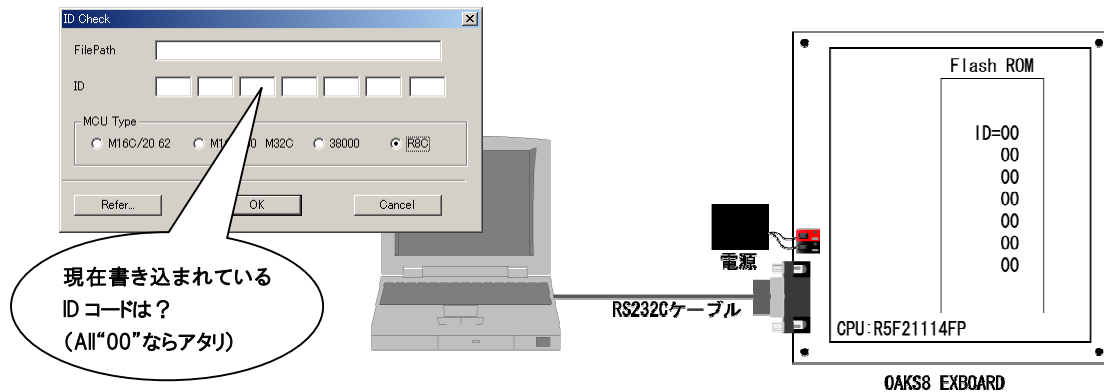 ID Check
FilePath
ID
MCU Type
M16C/20 62
M32C
38000
R8C
Refer...
OK
Cancel
現在書き込まれている
IDコードは？
(All“00”ならアタリ)
電源
RS232Cケーブル
Flash ROM
ID=00
00
00
00
00
00
00
CPU:R5F21114FP
OAKS8 EXBOARD